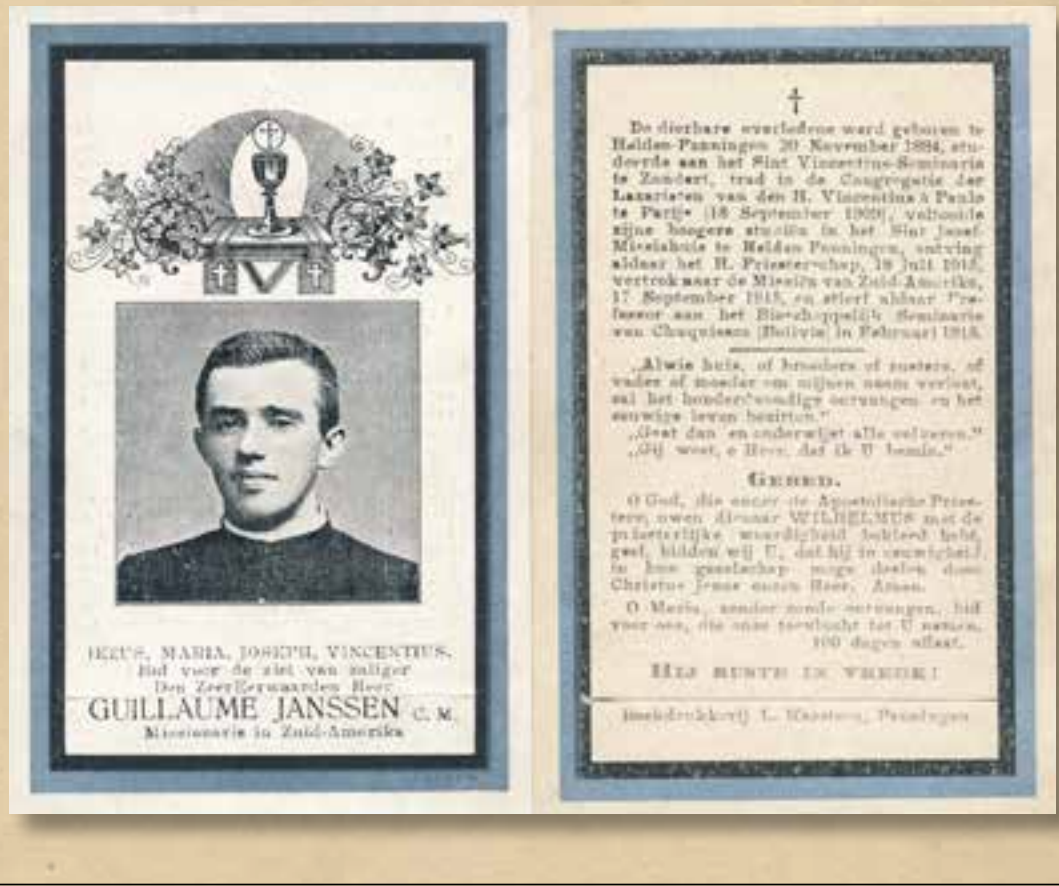 JEZUS, MARIA, JOSEPH, VINCENTIUS.
Bid voor de ziel van zaliger
Den ZeerEerwaarden Heer
GUILLAUME JANSSEN C. M.
Missionaris in Zuid-Amerika
†
De dierbare overledene werd geboren te
Helden-Panningen 20 November 1884, stu-
deerde aan het Sint Vincentius-Seminarie
te Zundert, trad in de Congregatie der
Lazaristen van den H. Vincentius à Paulo
te Parijs (18 September 1909), voltooide
zijne hoogere studiën in het Sint Jozef-
Missiehuis te Helden-Panningen, ontving
aldaar het H. Priesterschap, 18 Juli 1915,
vertrok naar de Missiën van Zuid-Amerika,
17 September 1915, en stierf aldaar Pro-
fessor aan het Bisschoppelijk Seminarie
van Chuquisaca (Bolivia) in Februari 1918.
„Alwie huis, of broeders of zusters, of
vader of moeder om mijnen naam verlaat,
zal het honderdvoudige ontvangen en het
eeuwige leven bezitten."
„Gaat dan en onderwijst alle volkeren."
„Gij weet, o Heer, dat ik U bemin."
GEBED.
O God, die onder de Apostolische Pries-
ters, uwen dienaar WILHELMUS met de
priesterlijke waardigheid bekleed hebt,
geef, bidden wij U, dat hij in eeuwigheid
in hun gezelschap moge deelen door
Christus Jezus onzen Heer, Amen.
O Maria, zonder zonde ontvangen, bid
voor ons, die onze toevlucht tot U nemen.
100 dagen aflaat.
HIJ RUSTE IN VREDE!
Boekdrukkerij L. Panningen